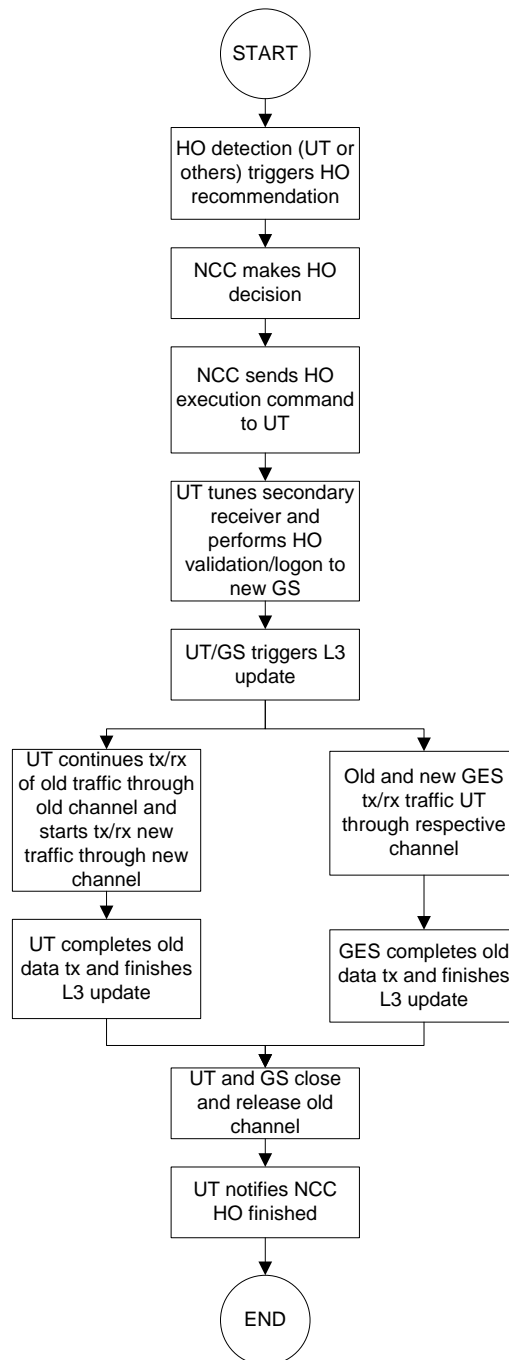 START
HO detection (UT or
others) triggers HO
recommendation
NCC makes HO
decision
NCC sends HO
execution command
to UT
UT tunes secondary
receiver and
performs HO
validation/logon to
new GS
UT/GS triggers L3
update
UT continues tx/rx
of old traffic through
old channel and
starts tx/rx new
traffic through new
channel
Old and new GES
tx/rx traffic UT
through respective
channel
UT completes old
data tx and finishes
L3 update
GES completes old
data tx and finishes
L3 update
UT and GS close
and release old
channel
UT notifies NCC
HO finished
END